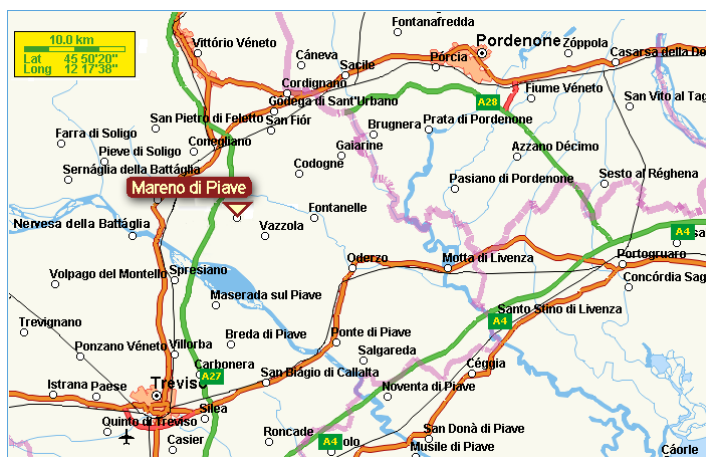 10.0 km
Lat 45 50'20"
Long 12 17'38"
Fontanafredda
Vittório Véneto
Pordenone
Zóppola
Cáneva
Sacile
Pórcia
Casarsa della
Cordignano
A28
Fiume Véneto
Godega di Sant'Urbano
San Vito al Tag
San Pietro di Feletto
San Fiór
Brugnera
Prata di Pordenone
Farra di Soligo
Conegliano
Gaiarine
Azzano Décimo
Pieve di Soligo
Codogne
Sernáglia della Battáglia
Pasiano di Pordenone
Sesto al Réghena
Mareno di Piave
Fontanelle
Nervesa della Battáglia
Vazzola
A4
Oderzo
Motta di Livenza
Portogruaro
Volpago del Montello
Spresiano
Concórdia Sag
Maserada sul Piave
Santo Stino di Livenza
A4
Trevignano
Breda di Piave
Ponte di Piave
Ponzano Véneto
Villorba
Salgareda
Carbonera
A27
San Biágio di Callalta
Céggia
Treviso
Istrana
Paese
Noventa di Piave
Silea
Quinto di Treviso
Casier
Roncade
A4
olo
San Donà di Piave
Musile di Piave
Cáorle